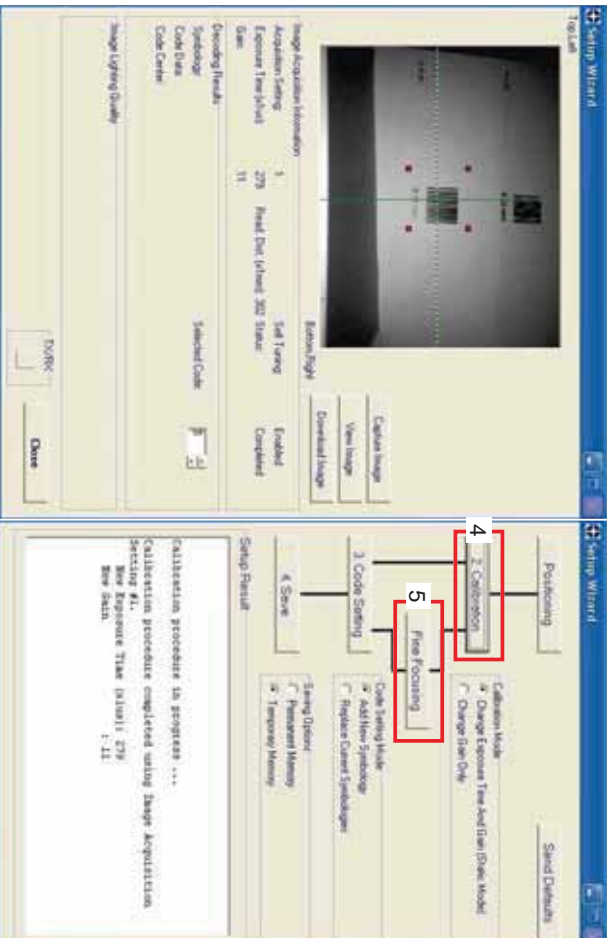 Setup Wizard
Top,Left
Bottom,Right
Capture Image
View Image
Download Image
Image Acquisition Information
Acquisition Setting: 1 Self Tuning: Enabled
Exposure Time (x1us): 279 Read. Dist. (x1mm): 302 Status: Completed
Gain: 11
Decoding Results
Symbology
Selected Code:
Code Data
Code Center
Image Lighting Quality
TX/RX
Close
Setup Wizard
Positioning
Send Defaults
4
2. Calibration
Calibration Mode
Change Exposure Time And Gain (Static Mode)
Change Gain Only
5
Fine Focusing
3. Code Setting
Code Setting Mode
Add New Symbology
Replace Current Symbologies
4. Save
Saving Options
Permanent Memory
Temporary Memory
Setup Result
Calibration procedure in progress ...
Calibration procedure completed using Image Acquisition
Setting #1.
New Exposure Time (x1us): 279
New Gain : 11